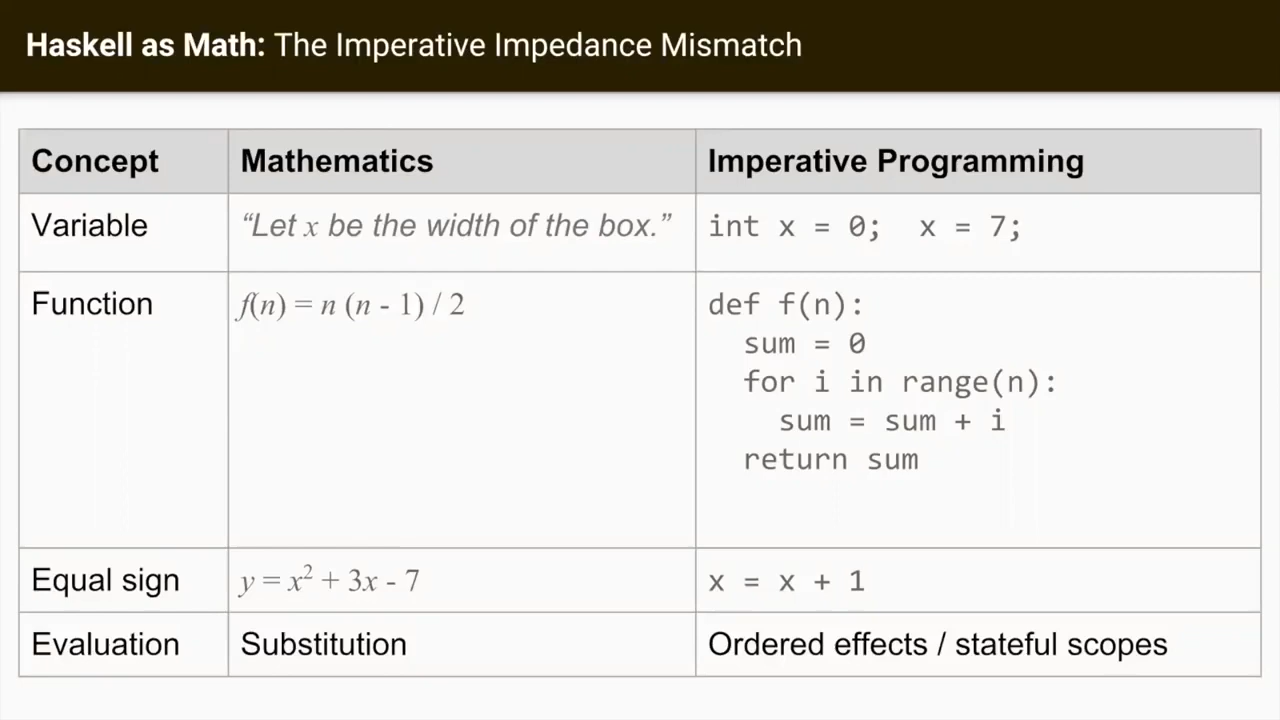 Haskell as Math: The Imperative Impedance Mismatch
Concept Mathematics Imperative Programming
Variable “Let x be the width of the box.” int x = 0;  x = 7;
Function f(n) = n (n - 1) / 2 def f(n):
sum = 0
for i in range(n):
sum = sum + i
return sum
Equal sign y = x² + 3x - 7 x = x + 1
Evaluation Substitution Ordered effects / stateful scopes